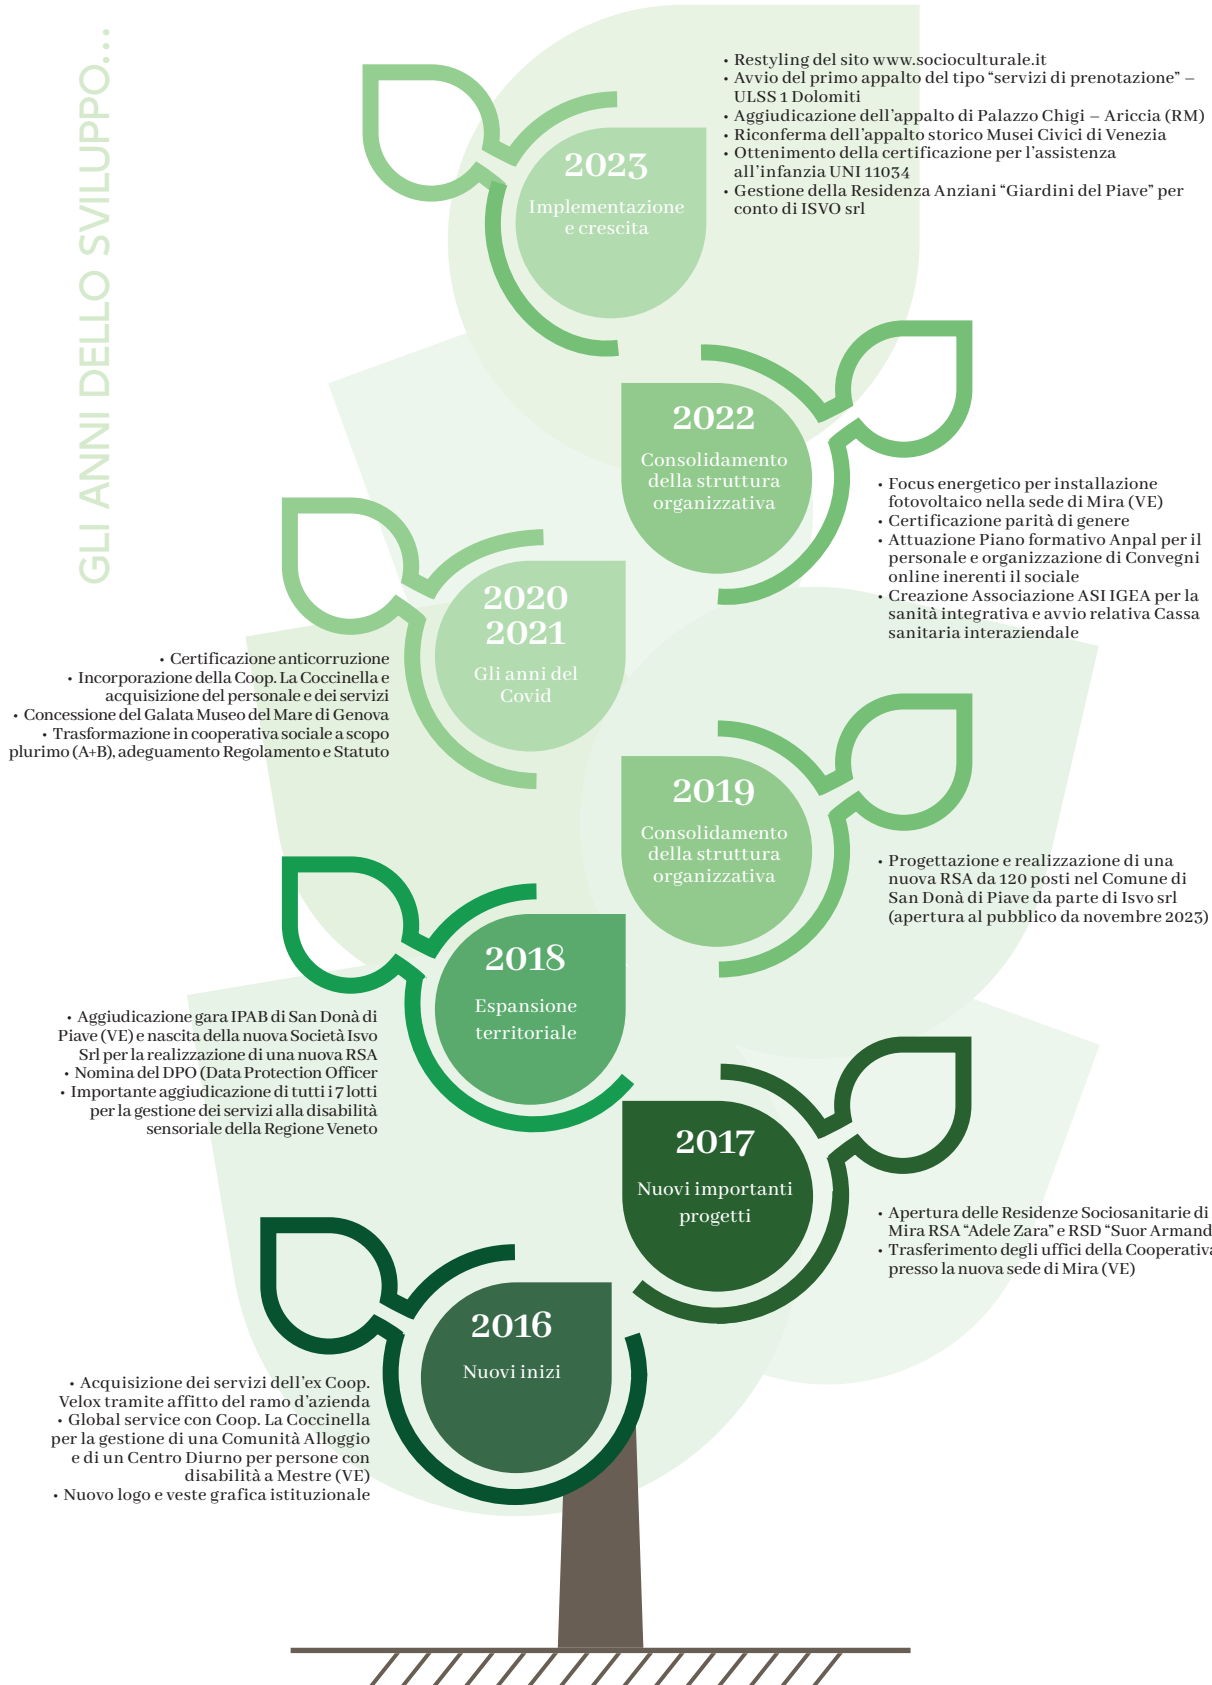 GLI ANNI DELLO SVILUPPO...
2023
Implementazione
e crescita
• Restyling del sito www.socioculturale.it
• Avvio del primo appalto del tipo “servizi di prenotazione” –
ULSS 1 Dolomiti
• Aggiudicazione dell’appalto di Palazzo Chigi – Ariccia (RM)
• Riconferma dell’appalto storico Musei Civici di Venezia
• Ottenimento della certificazione per l’assistenza
all’infanzia UNI 11034
• Gestione della Residenza Anziani “Giardini del Piave” per
conto di ISVO srl
2022
Consolidamento
della struttura
organizzativa
• Focus energetico per installazione
fotovoltaico nella sede di Mira (VE)
• Certificazione parità di genere
• Attuazione Piano formativo Anpal per il
personale e organizzazione di Convegni
online inerenti il sociale
• Creazione Associazione ASI IGEA per la
sanità integrativa e avvio relativa Cassa
sanitaria interaziendale
2020
2021
Gli anni del
Covid
• Certificazione anticorruzione
• Incorporazione della Coop. La Coccinella e
acquisizione del personale e dei servizi
• Concessione del Galata Museo del Mare di Genova
• Trasformazione in cooperativa sociale a scopo
plurimo (A+B), adeguamento Regolamento e Statuto
2019
Consolidamento
della struttura
organizzativa
• Progettazione e realizzazione di una
nuova RSA da 120 posti nel Comune di
San Donà di Piave da parte di Isvo srl
(apertura al pubblico da novembre 2023)
2018
Espansione
territoriale
• Aggiudicazione gara IPAB di San Donà di
Piave (VE) e nascita della nuova Società Isvo
Srl per la realizzazione di una nuova RSA
• Nomina del DPO (Data Protection Officer
• Importante aggiudicazione di tutti i 7 lotti
per la gestione dei servizi alla disabilità
sensoriale della Regione Veneto
2017
Nuovi importanti
progetti
• Apertura delle Residenze Sociosanitarie di
Mira RSA “Adele Zara” e RSD “Suor Armand
• Trasferimento degli uffici della Cooperativa
presso la nuova sede di Mira (VE)
2016
Nuovi inizi
• Acquisizione dei servizi dell’ex Coop.
Velox tramite affitto del ramo d’azienda
• Global service con Coop. La Coccinella
per la gestione di una Comunità Alloggio
e di un Centro Diurno per persone con
disabilità a Mestre (VE)
• Nuovo logo e veste grafica istituzionale